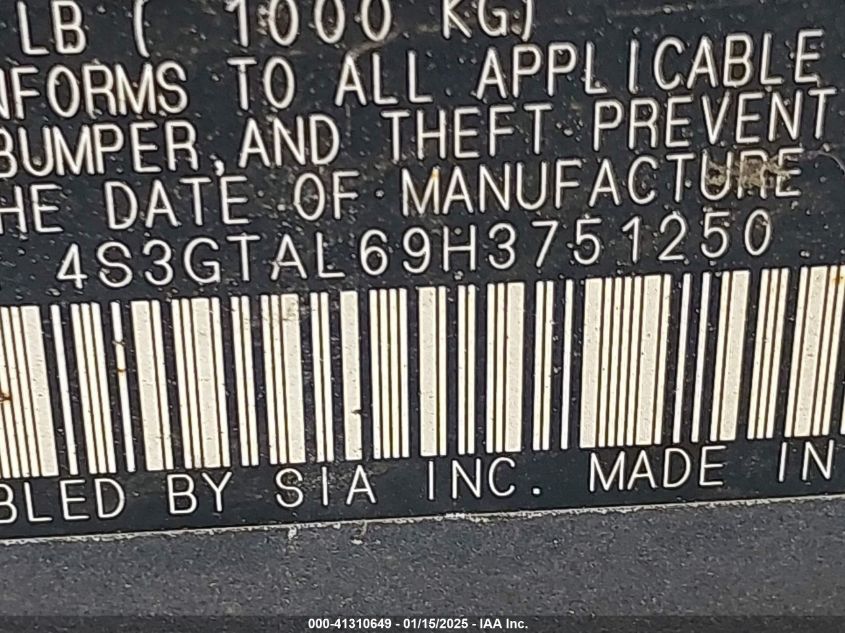 LB ( 1000 KG)
NFORMS TO ALL APPLICABLE
BUMPER, AND THEFT PREVENT
HE DATE OF MANUFACTURE
4S3GTAL69H3751250
BLED BY SIA INC. MADE IN
000-41310649 - 01/15/2025 - IAA Inc.